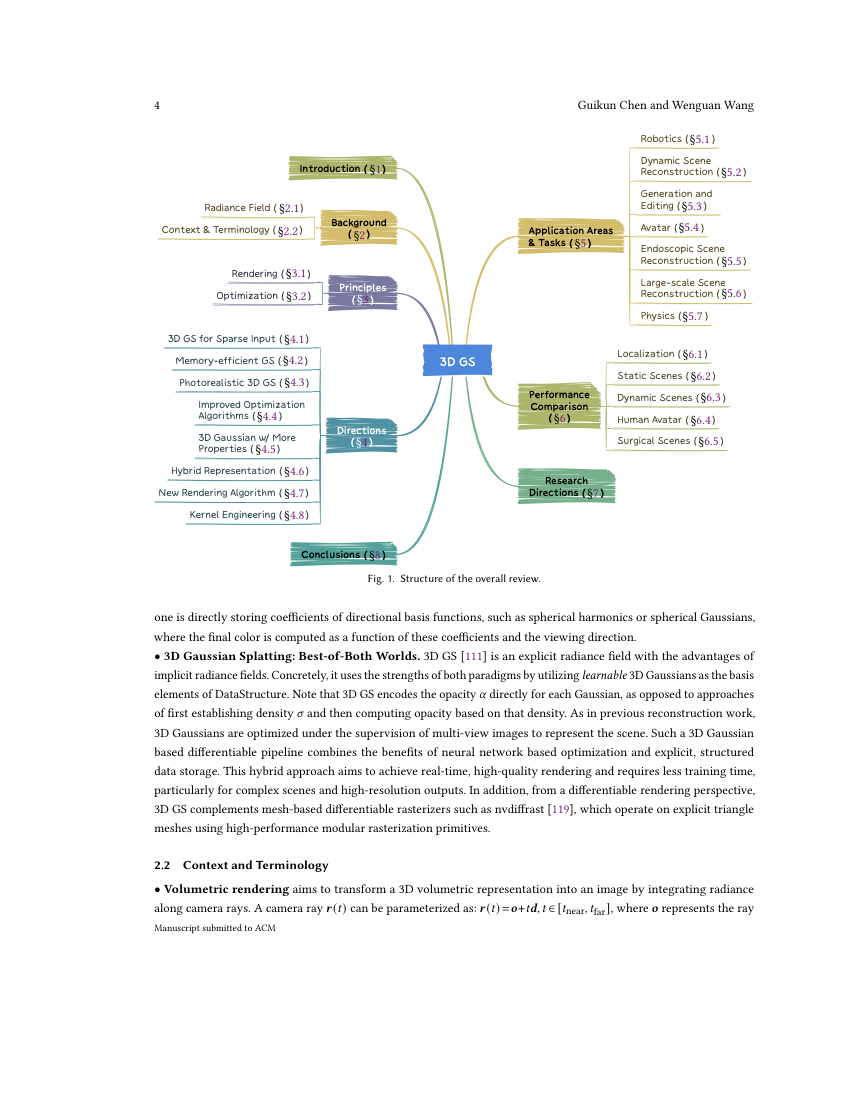 4
Guikun Chen and Wenguan Wang
Introduction (§1)
Background
(§2)
Radiance Field (§2.1)
Context & Terminology (§2.2)
Principles
(§3)
Rendering (§3.1)
Optimization (§3.2)
Directions
(§4)
3D GS for Sparse Input (§4.1)
Memory-efficient GS (§4.2)
Photorealistic 3D GS (§4.3)
Improved Optimization
Algorithms (§4.4)
3D Gaussian w/ More
Properties (§4.5)
Hybrid Representation (§4.6)
New Rendering Algorithm (§4.7)
Kernel Engineering (§4.8)
Conclusions (§8)
3D GS
Application Areas
& Tasks (§5)
Robotics (§5.1)
Dynamic Scene
Reconstruction (§5.2)
Generation and
Editing (§5.3)
Avatar (§5.4)
Endoscopic Scene
Reconstruction (§5.5)
Large-scale Scene
Reconstruction (§5.6)
Physics (§5.7)
Performance
Comparison
(§6)
Localization (§6.1)
Static Scenes (§6.2)
Dynamic Scenes (§6.3)
Human Avatar (§6.4)
Surgical Scenes (§6.5)
Research
Directions (§7)
Fig. 1. Structure of the overall review.
one is directly storing coefficients of directional basis functions, such as spherical harmonics or spherical Gaussians,
where the final color is computed as a function of these coefficients and the viewing direction.
• 3D Gaussian Splatting: Best-of-Both Worlds. 3D GS [111] is an explicit radiance field with the advantages of
implicit radiance fields. Concretely, it uses the strengths of both paradigms by utilizing learnable 3D Gaussians as the basis
elements of DataStructure. Note that 3D GS encodes the opacity α directly for each Gaussian, as opposed to approaches
of first establishing density σ and then computing opacity based on that density. As in previous reconstruction work,
3D Gaussians are optimized under the supervision of multi-view images to represent the scene. Such a 3D Gaussian
based differentiable pipeline combines the benefits of neural network based optimization and explicit, structured
data storage. This hybrid approach aims to achieve real-time, high-quality rendering and requires less training time,
particularly for complex scenes and high-resolution outputs. In addition, from a differentiable rendering perspective,
3D GS complements mesh-based differentiable rasterizers such as nvdiffrast [119], which operate on explicit triangle
meshes using high-performance modular rasterization primitives.
2.2 Context and Terminology
• Volumetric rendering aims to transform a 3D volumetric representation into an image by integrating radiance
along camera rays. A camera ray r(t) can be parameterized as: r(t)=o+td, t∈[tnear, tfar], where o represents the ray
Manuscript submitted to ACM